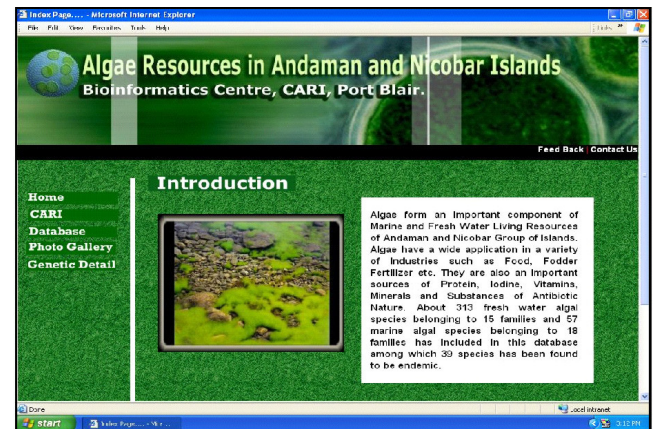 Index Page.... - Microsoft Internet Explorer
File Edit View Favorites Tools Help
Links »
Algae Resources in Andaman and Nicobar Islands
Bioinformatics Centre, CARI, Port Blair.
Feed Back | Contact Us
Introduction
Home
CARI
Database
Photo Gallery
Genetic Detail
Algae form an Important component of
Marine and Fresh Water Living Resources
of Andaman and Nicobar Group of Islands.
Algae have a wide application in a variety
of Industries such as Food, Fodder
Fertilizer etc. They are also an Important
sources of Protein, Iodine, Vitamins,
Minerals and Substances of Antibiotic
Nature. About 313 fresh water algal
species belonging to 15 families and 57
marine algal species belonging to 18
families has included in this database
among which 39 species has been found
to be endemic.
Done
Local intranet
start
Index Page.... - Micr...
3:12 PM